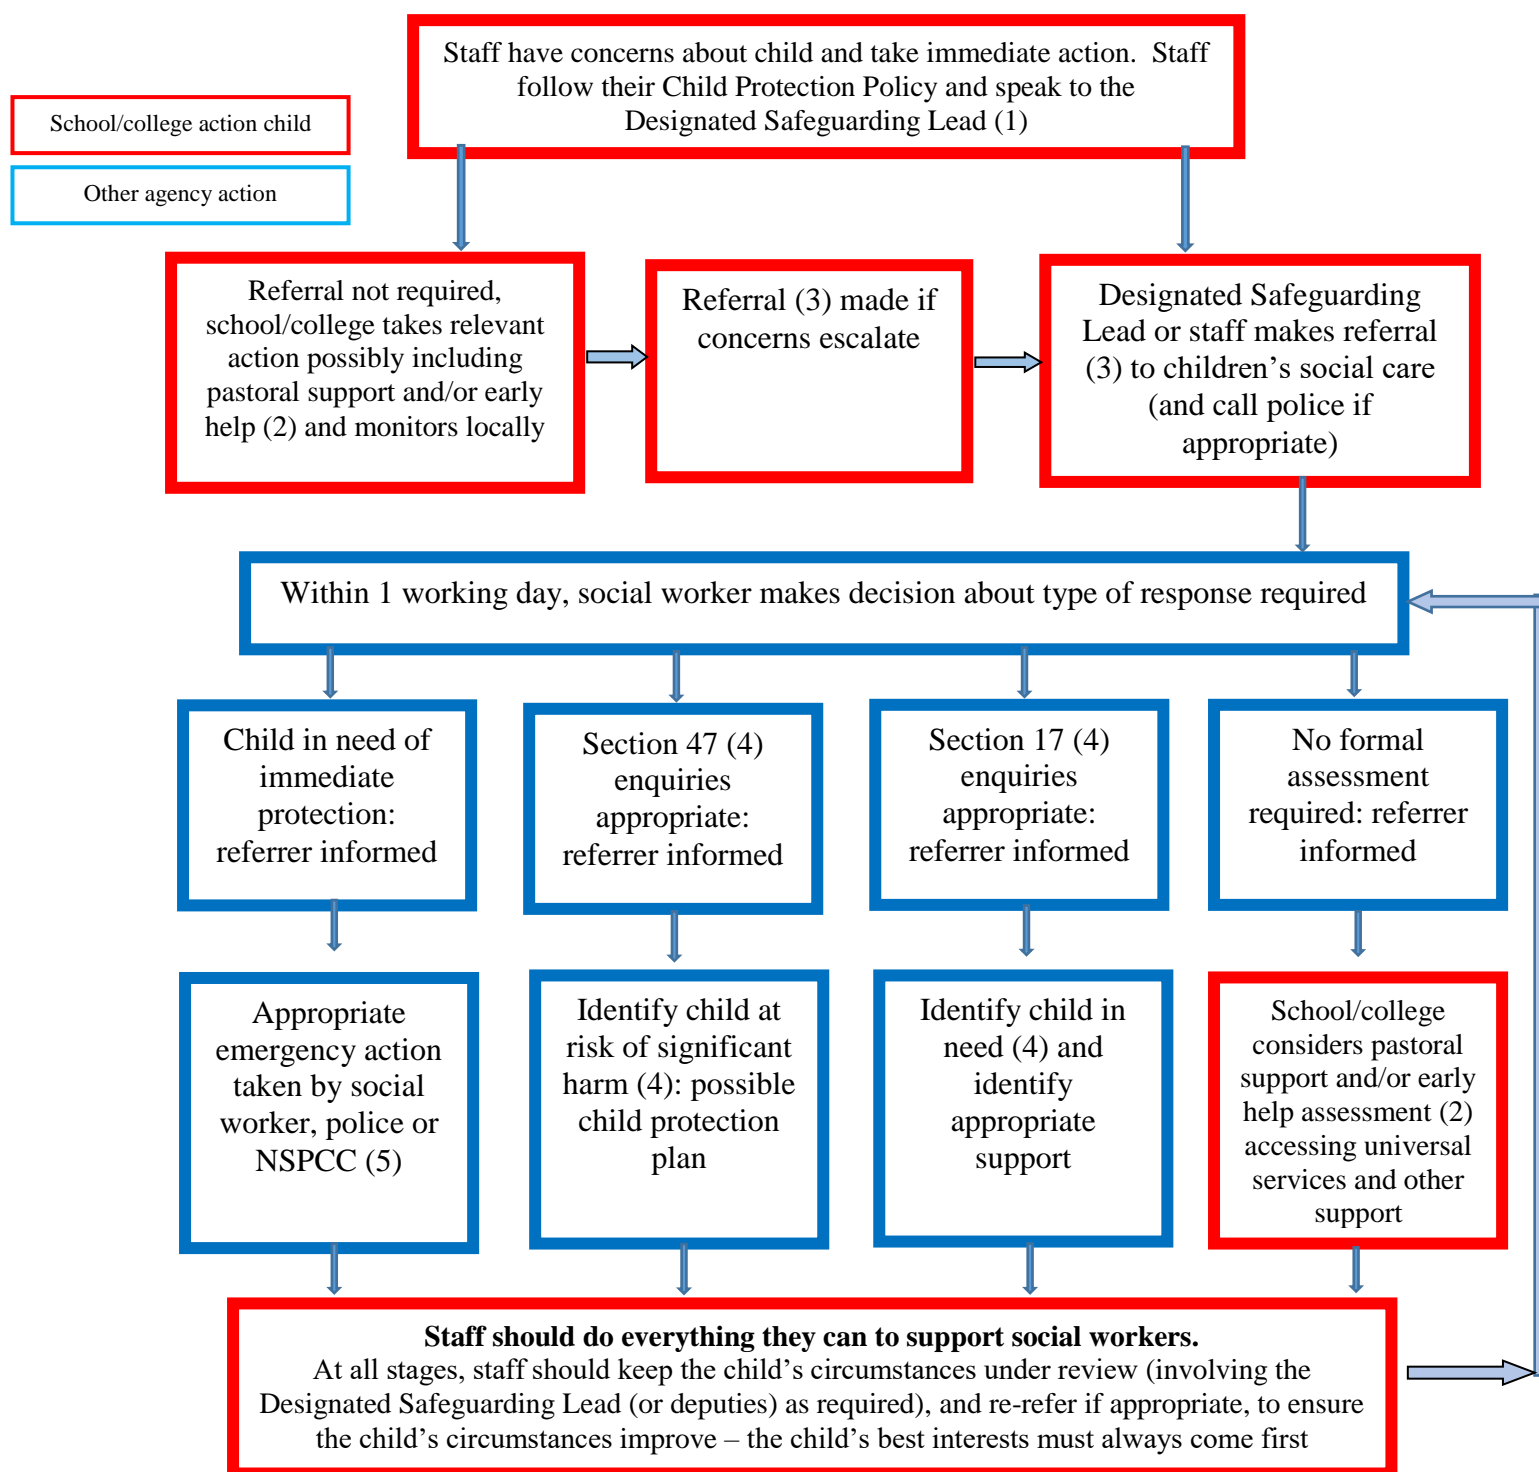 Staff have concerns about child and take immediate action.  Staff
follow their Child Protection Policy and speak to the
Designated Safeguarding Lead (1)
School/college action child
Other agency action
Referral not required,
school/college takes relevant
action possibly including
pastoral support and/or early
help (2) and monitors locally
Referral (3) made if
concerns escalate
Designated Safeguarding
Lead or staff makes referral
(3) to children’s social care
(and call police if
appropriate)
Within 1 working day, social worker makes decision about type of response required
Child in need of
immediate
protection:
referrer informed
Section 47 (4)
enquiries
appropriate:
referrer informed
Section 17 (4)
enquiries
appropriate:
referrer informed
No formal
assessment
required: referrer
informed
Appropriate
emergency action
taken by social
worker, police or
NSPCC (5)
Identify child at
risk of significant
harm (4): possible
child protection
plan
Identify child in
need (4) and
identify
appropriate
support
School/college
considers pastoral
support and/or early
help assessment (2)
accessing universal
services and other
support
Staff should do everything they can to support social workers.
At all stages, staff should keep the child’s circumstances under review (involving the
Designated Safeguarding Lead (or deputies) as required), and re-refer if appropriate, to ensure
the child’s circumstances improve – the child’s best interests must always come first